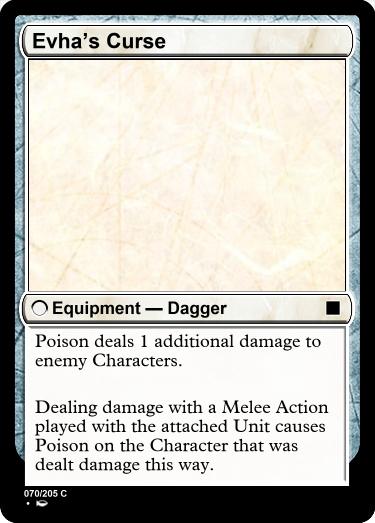 Evha's Curse
Equipment — Dagger
Poison deals 1 additional damage to
enemy Characters.
Dealing damage with a Melee Action
played with the attached Unit causes
Poison on the Character that was
dealt damage this way.
070/205 C